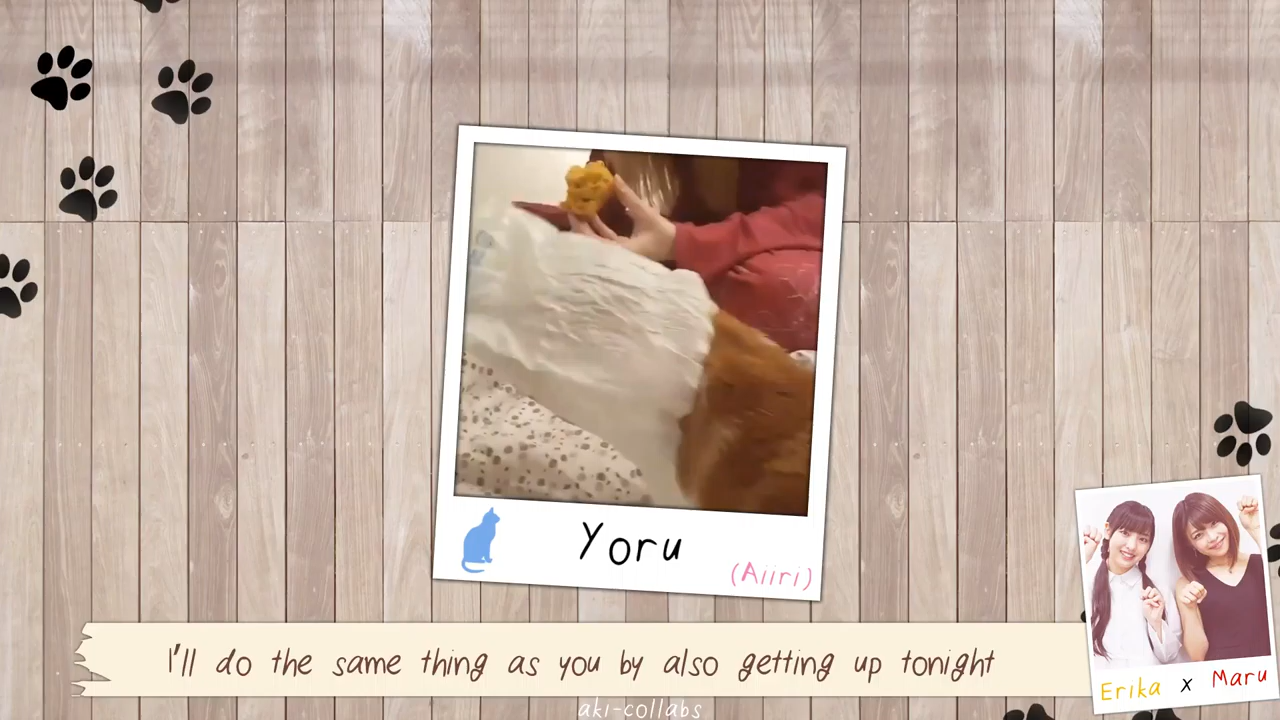 Yoru
(Aiiri)
I'll do the same thing as you by also getting up tonight
Erika x Maru
aki-collabs